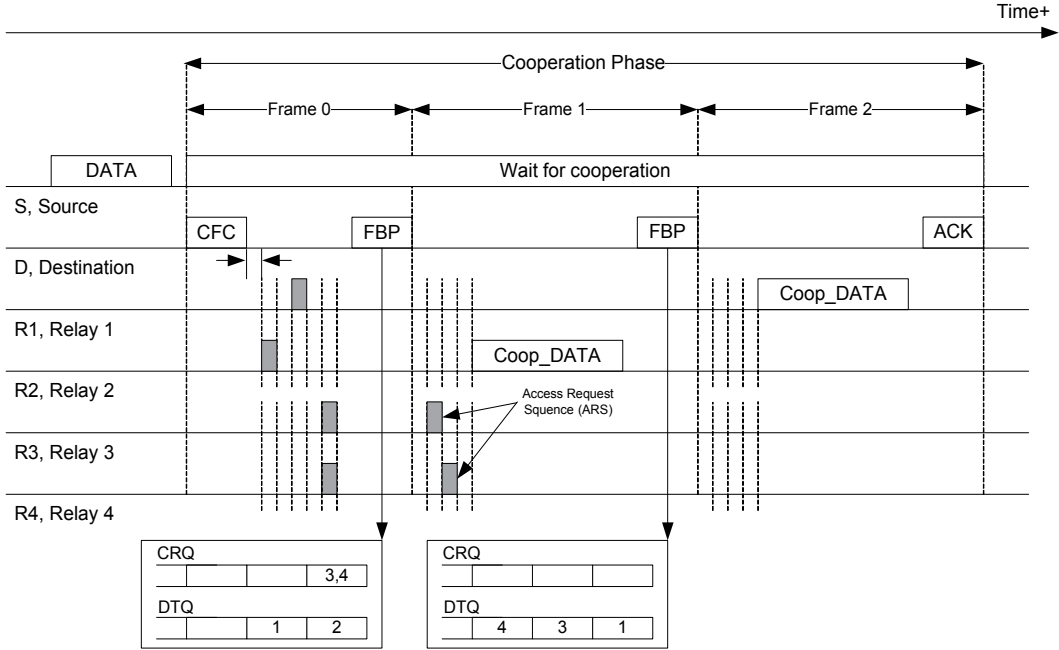 Time+
Cooperation Phase
Frame 0
Frame 1
Frame 2
DATA
Wait for cooperation
S, Source
CFC
FBP
FBP
ACK
D, Destination
Coop_DATA
R1, Relay 1
Coop_DATA
R2, Relay 2
Access Request
Squence (ARS)
R3, Relay 3
R4, Relay 4
CRQ
3,4
DTQ
1 2
CRQ
DTQ
4 3 1